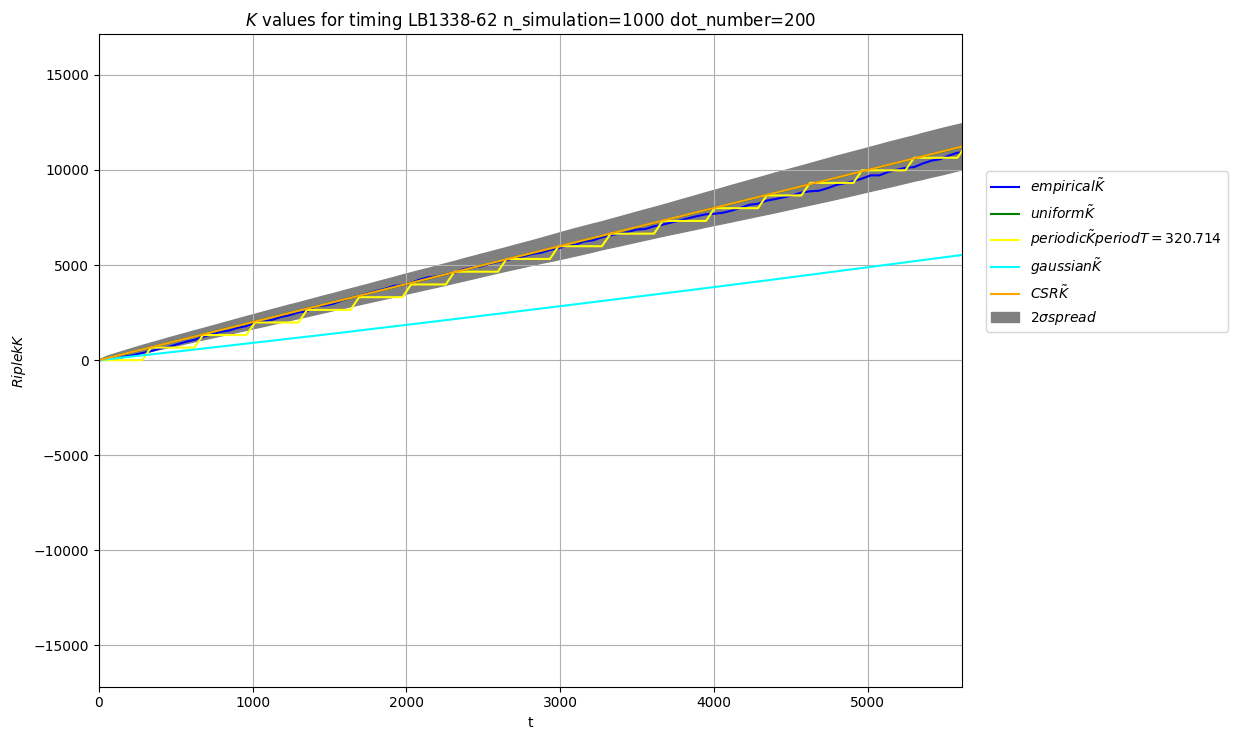 K values for timing LB1338-62 n_simulation=1000 dot_number=200
15000
10000
5000
0
−5000
−10000
−15000
RiplekK
0 1000 2000 3000 4000 5000
t
empiricalK̃
uniformK̃
periodicK̃periodT = 320.714
gaussianK̃
CSRK̃
2σspread